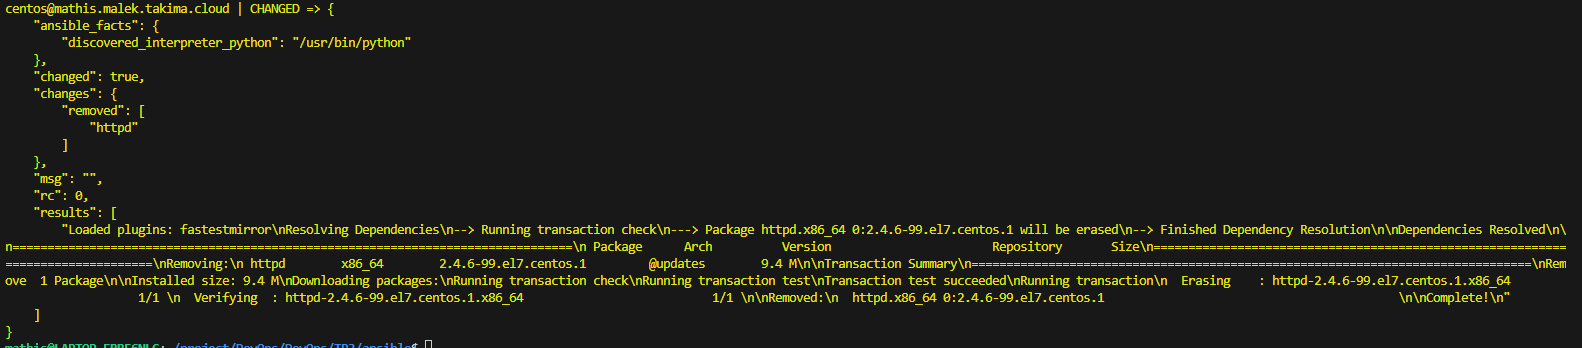 centos@mathis.malek.takima.cloud | CHANGED => {
    "ansible_facts": {
        "discovered_interpreter_python": "/usr/bin/python"
    },
    "changed": true,
    "changes": {
        "removed": [
            "httpd"
        ]
    },
    "msg": "",
    "rc": 0,
    "results": [
        "Loaded plugins: fastestmirror\nResolving Dependencies\n--> Running transaction check\n---> Package httpd.x86_64 0:2.4.6-99.el7.centos.1 will be erased\n--> Finished Dependency Resolution\n\nDependencies Resolved\n\
n================================================================================\n Package      Arch          Version                       Repository       Size\n===========================================================
=====================\nRemoving:\n httpd        x86_64        2.4.6-99.el7.centos.1         @updates        9.4 M\n\nTransaction Summary\n================================================================================\nRem
ove  1 Package\n\nInstalled size: 9.4 M\nDownloading packages:\nRunning transaction check\nRunning transaction test\nTransaction test succeeded\nRunning transaction\n  Erasing    : httpd-2.4.6-99.el7.centos.1.x86_64
                   1/1 \n  Verifying  : httpd-2.4.6-99.el7.centos.1.x86_64                           1/1 \n\nRemoved:\n  httpd.x86_64 0:2.4.6-99.el7.centos.1                                          \n\nComplete!\n"
    ]
}